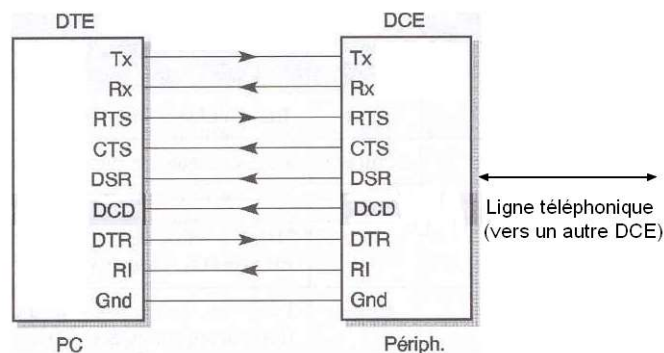 DTE DCE
Tx Tx
Rx Rx
RTS RTS
CTS CTS
DSR DSR
DCD DCD
DTR DTR
RI RI
Gnd Gnd
Ligne téléphonique
(vers un autre DCE)
PC Périph.